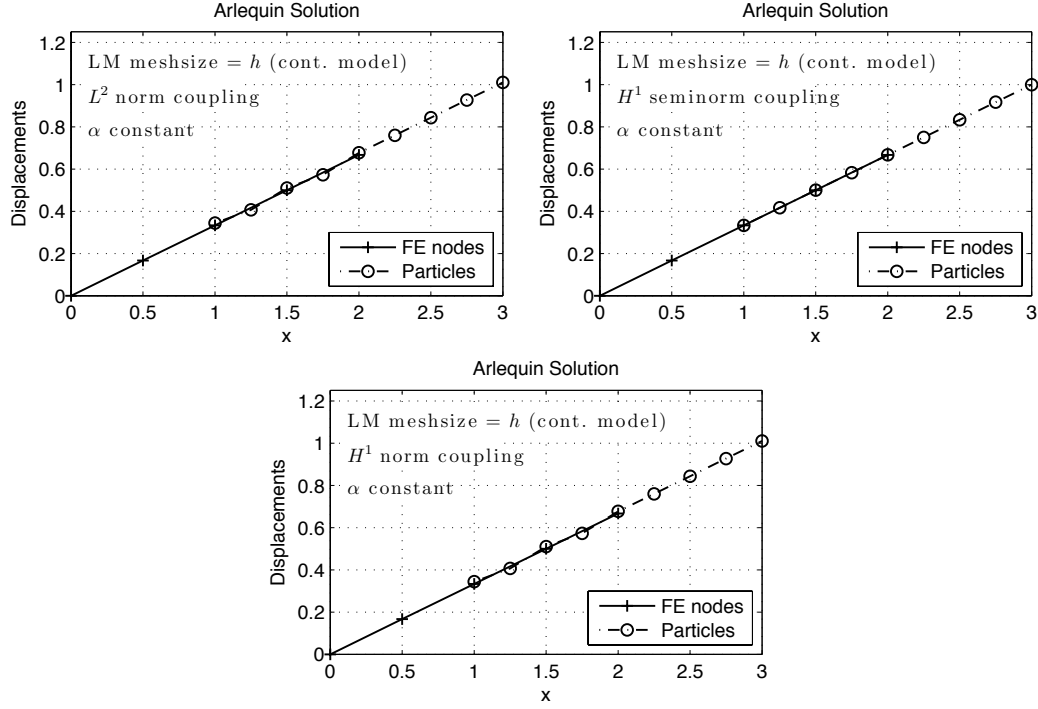 Arlequin Solution
LM meshsize = h (cont. model)
L² norm coupling
α constant
Displacements
1.2
1
0.8
0.6
0.4
0.2
0
FE nodes
Particles
0 0.5 1 1.5 2 2.5 3
x
Arlequin Solution
LM meshsize = h (cont. model)
H¹ seminorm coupling
α constant
Displacements
1.2
1
0.8
0.6
0.4
0.2
0
FE nodes
Particles
0 0.5 1 1.5 2 2.5 3
x
Arlequin Solution
LM meshsize = h (cont. model)
H¹ norm coupling
α constant
Displacements
1.2
1
0.8
0.6
0.4
0.2
0
FE nodes
Particles
0 0.5 1 1.5 2 2.5 3
x